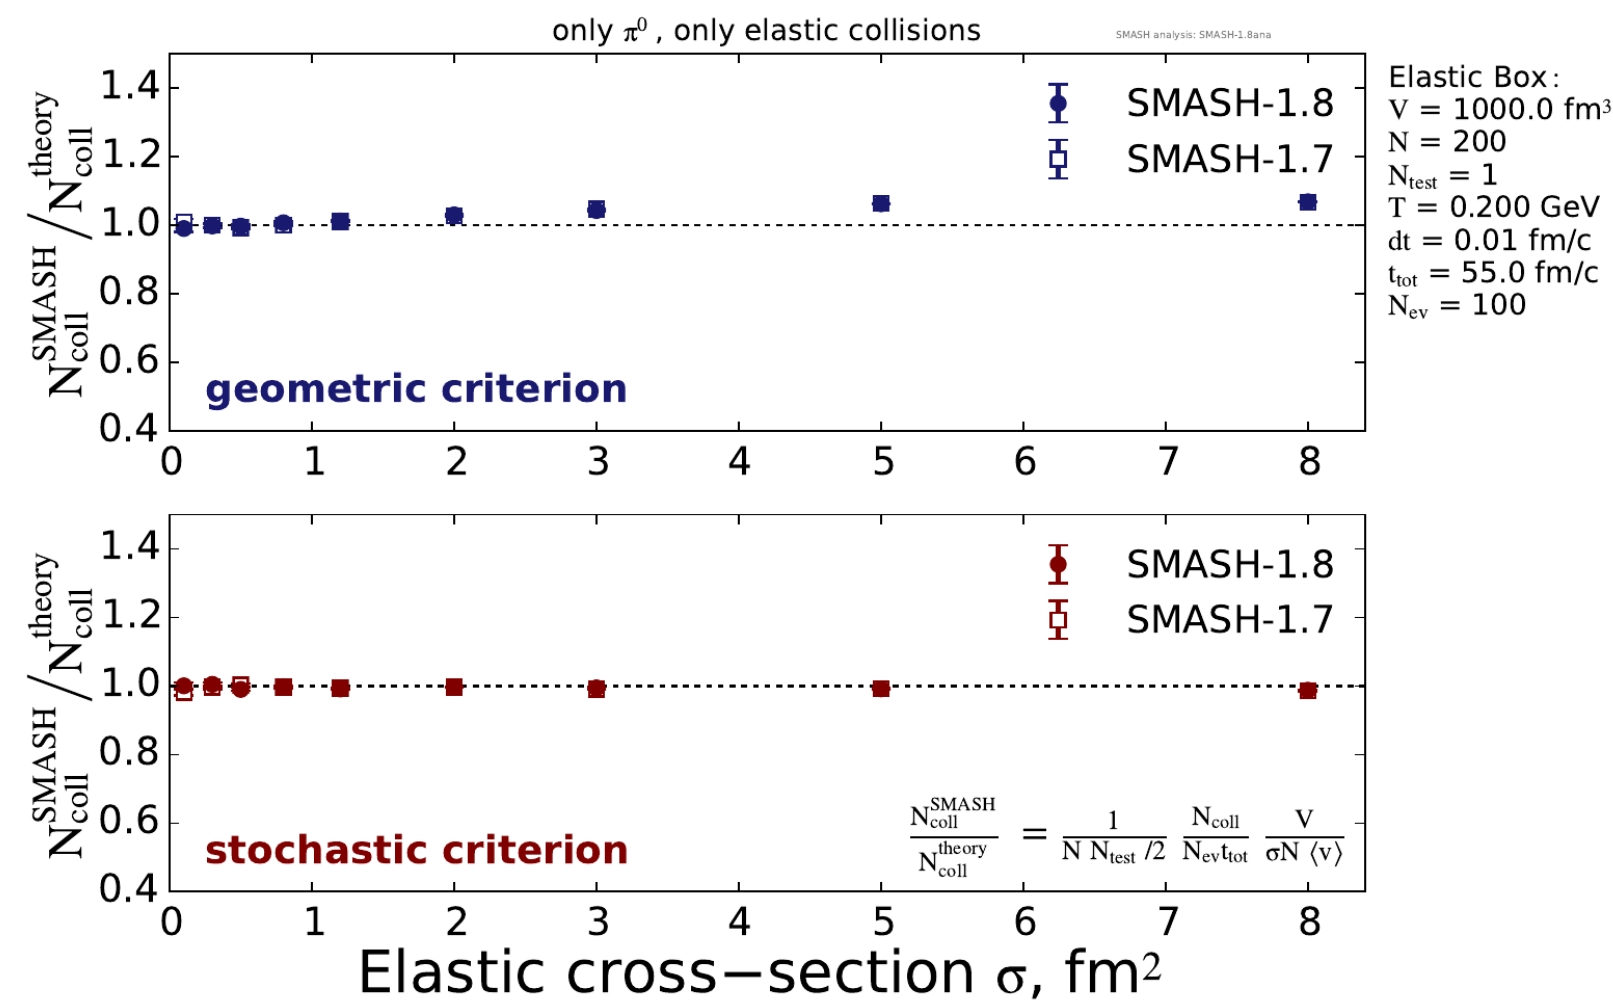 only π⁰ , only elastic collisions
SMASH analysis: SMASH-1.8ana
N_coll^SMASH / N_coll^theory
1.4
1.2
1.0
0.8
0.6
0.4
SMASH-1.8
SMASH-1.7
geometric criterion
0 1 2 3 4 5 6 7 8
Elastic Box:
V = 1000.0 fm³
N = 200
N_test = 1
T = 0.200 GeV
dt = 0.01 fm/c
t_tot = 55.0 fm/c
N_ev = 100
N_coll^SMASH / N_coll^theory
1.4
1.2
1.0
0.8
0.6
0.4
SMASH-1.8
SMASH-1.7
stochastic criterion
N_coll^SMASH / N_coll^theory = 1 / (N N_test /2) N_coll / (N_ev t_tot) V / (σN ⟨v⟩)
0 1 2 3 4 5 6 7 8
Elastic cross−section σ, fm²